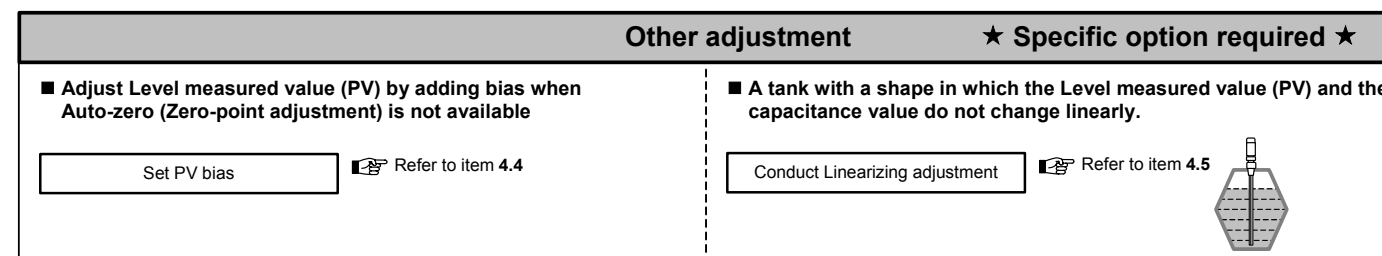 Other adjustment ★ Specific option required ★
■ Adjust Level measured value (PV) by adding bias when
Auto-zero (Zero-point adjustment) is not available
Set PV bias
Refer to item 4.4
■ A tank with a shape in which the Level measured value (PV) and the
capacitance value do not change linearly.
Conduct Linearizing adjustment
Refer to item 4.5